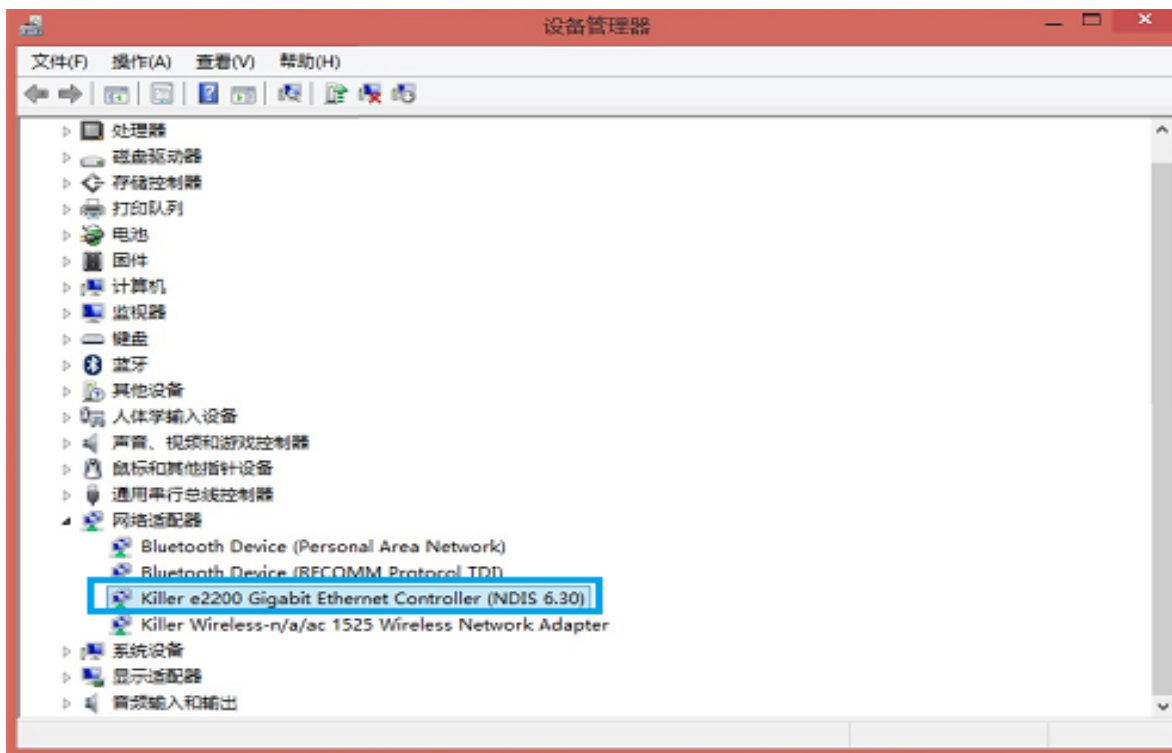 设备管理器
文件(F) 操作(A) 查看(V) 帮助(H)
处理器
磁盘驱动器
存储控制器
打印队列
电池
固件
计算机
监视器
键盘
蓝牙
其他设备
人体学输入设备
声音、视频和游戏控制器
鼠标和其他指针设备
通用串行总线控制器
网络适配器
Bluetooth Device (Personal Area Network)
Bluetooth Device (RFCOMM Protocol TDI)
Killer e2200 Gigabit Ethernet Controller (NDIS 6.30)
Killer Wireless-n/a/ac 1525 Wireless Network Adapter
系统设备
显示适配器
音频输入和输出